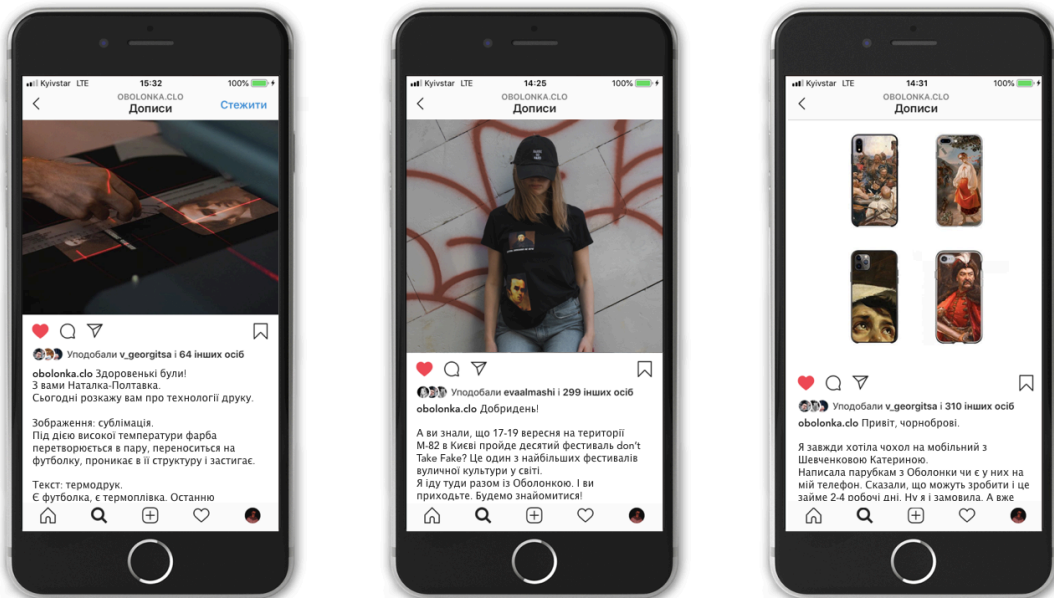 Kyivstar LTE 15:32 100%
OBOLONKA.CLO
Дописи
Стежити
Уподобали v_georgitsa і 64 інших осіб
obolonka.clo Здоровенькі були!
З вами Наталка-Полтавка.
Сьогодні розкажу вам про технології друку.
Зображення: сублімація.
Під дією високої температури фарба
перетворюється в пару, переноситься на
футболку, проникає в її структуру і застигає.
Текст: термодрук.
Є футболка, є термоплівка. Останню
Kyivstar LTE 14:25 100%
OBOLONKA.CLO
Дописи
Уподобали evaalmashi і 299 інших осіб
obolonka.clo Добридень!
А ви знали, що 17-19 вересня на території
М-82 в Києві пройде десятий фестиваль don't
Take Fake? Це один з найбільших фестивалів
вуличної культури у світі.
Я іду туди разом із Оболонкою. І ви
приходьте. Будемо знайомитися!
Kyivstar LTE 14:31 100%
OBOLONKA.CLO
Дописи
Уподобали v_georgitsa і 310 інших осіб
obolonka.clo Привіт, чорноброві.
Я завжди хотіла чохол на мобільний з
Шевченковою Катериною.
Написала парубкам з Оболонки чи є у них на
мій телефон. Сказали, що можуть зробити і це
займе 2-4 робочі дні. Ну я і замовила. А вже